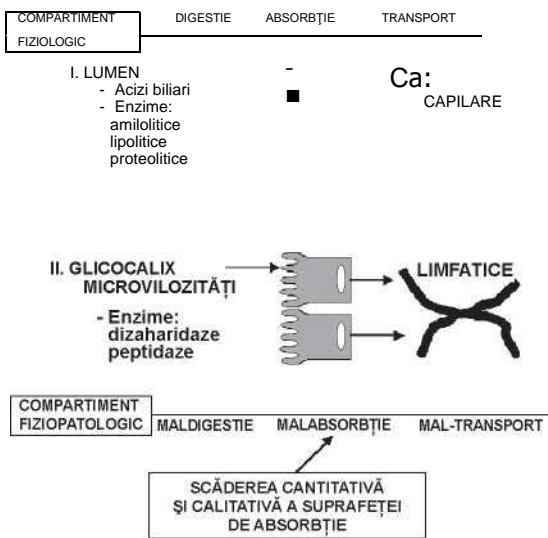 COMPARTIMENT DIGESTIE ABSORBŢIE TRANSPORT
FIZIOLOGIC
I. LUMEN
- Acizi biliari
- Enzime:
amilolitice
lipolitice
proteolitice
-
■
Ca:
CAPILARE
II. GLICOCALIX
MICROVILOZITĂȚI
- Enzime:
dizaharidaze
peptidaze
LIMFATICE
COMPARTIMENT
FIZIOPATOLOGIC MALDIGESTIE MALABSORBȚIE MAL-TRANSPORT
SCĂDEREA CANTITATIVĂ
ȘI CALITATIVĂ A SUPRAFEȚEI
DE ABSORBȚIE